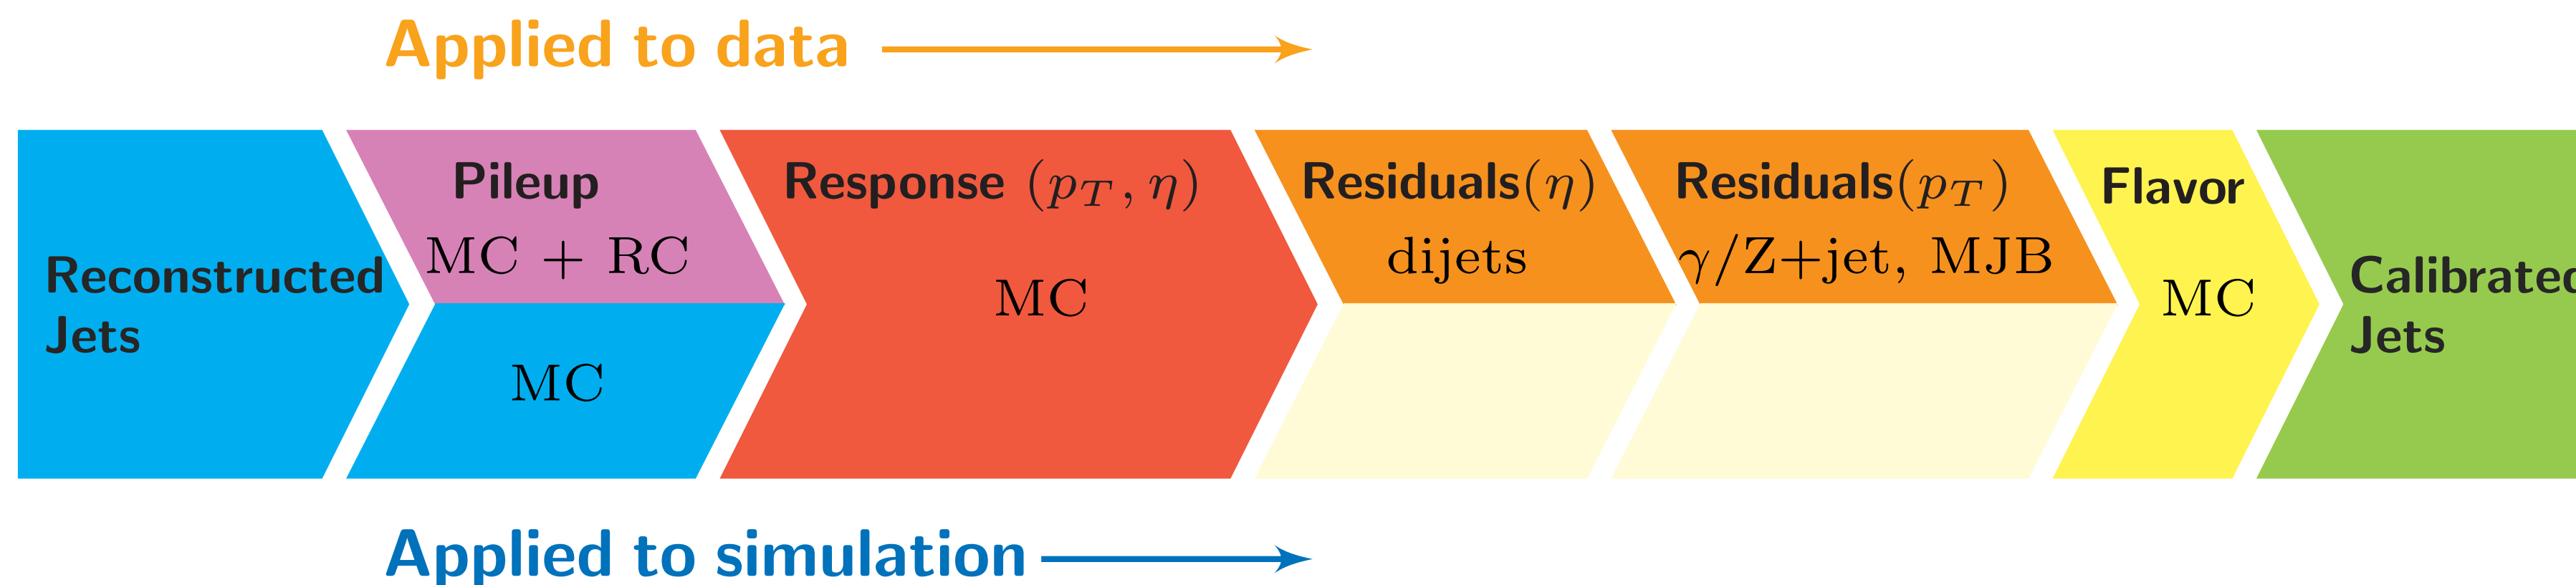 Applied to data
Reconstructed
Jets
Pileup
MC + RC
MC
Response (p_T, η)
MC
Residuals(η)
dijets
Residuals(p_T)
γ/Z+jet, MJB
Flavor
MC
Calibrated
Jets
Applied to simulation